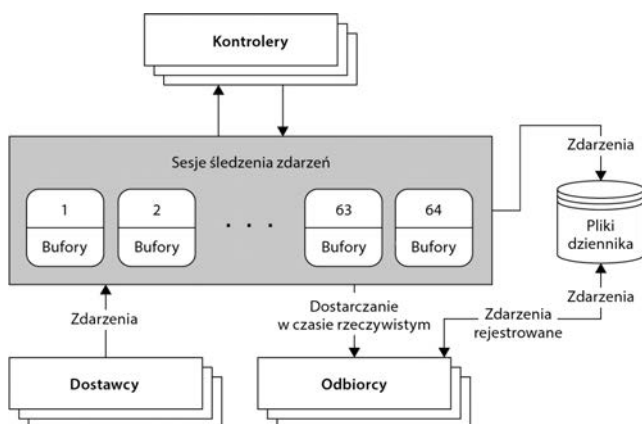 Kontrolery
Sesje śledzenia zdarzeń
1
Bufory
2
Bufory
. . .
63
Bufory
64
Bufory
Zdarzenia
Pliki
dziennika
Zdarzenia
Zdarzenia
Dostarczanie
w czasie rzeczywistym
Zdarzenia
rejestrowane
Dostawcy
Odbiorcy